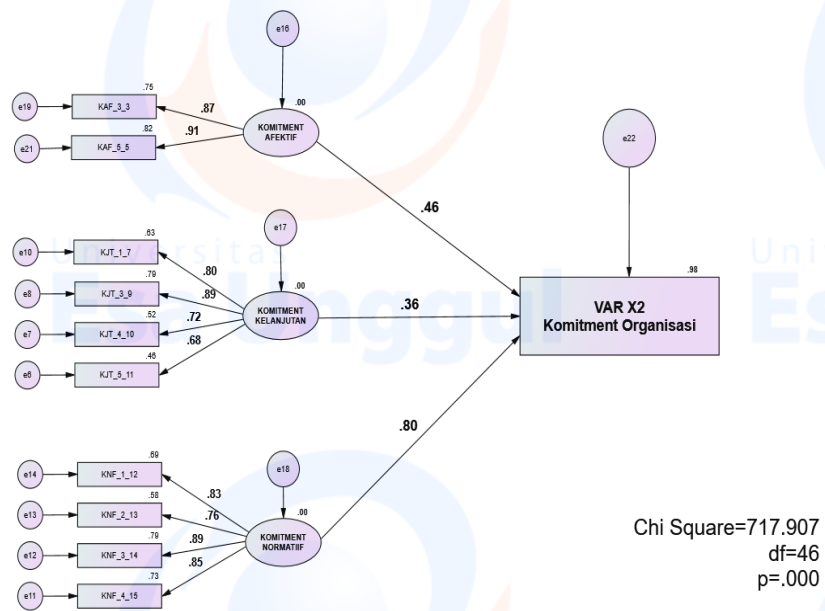 e16
.00
.75
e19
KAF_3_3
.87
KOMITMENT
AFEKTIF
.82
e21
KAF_5_5
.91
e22
.46
e17
.00
.63
e10
KJT_1_7
.80
.79
e8
KJT_3_9
.89
KOMITMENT
KELANJUTAN
.52
e7
KJT_4_10
.72
.46
e6
KJT_5_11
.68
.36
.98
VAR X2
Komitment Organisasi
.80
e18
.00
.69
e14
KNF_1_12
.83
.58
e13
KNF_2_13
.76
.79
e12
KNF_3_14
.89
KOMITMENT
NORMATIIF
.73
e11
KNF_4_15
.85
Chi Square=717.907
df=46
p=.000
Universitas
Esa Unggul
Uni
Es